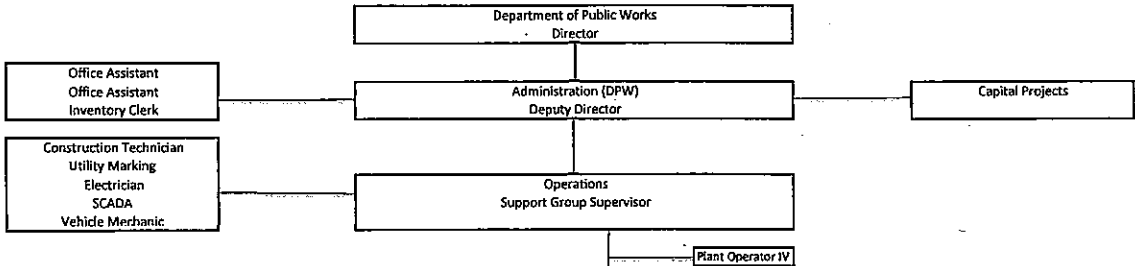 Department of Public Works
Director
Office Assistant
Office Assistant
Inventory Clerk
Administration (DPW)
Deputy Director
Capital Projects
Construction Technician
Utility Marking
Electrician
SCADA
Vehicle Mechanic
Operations
Support Group Supervisor
Plant Operator IV